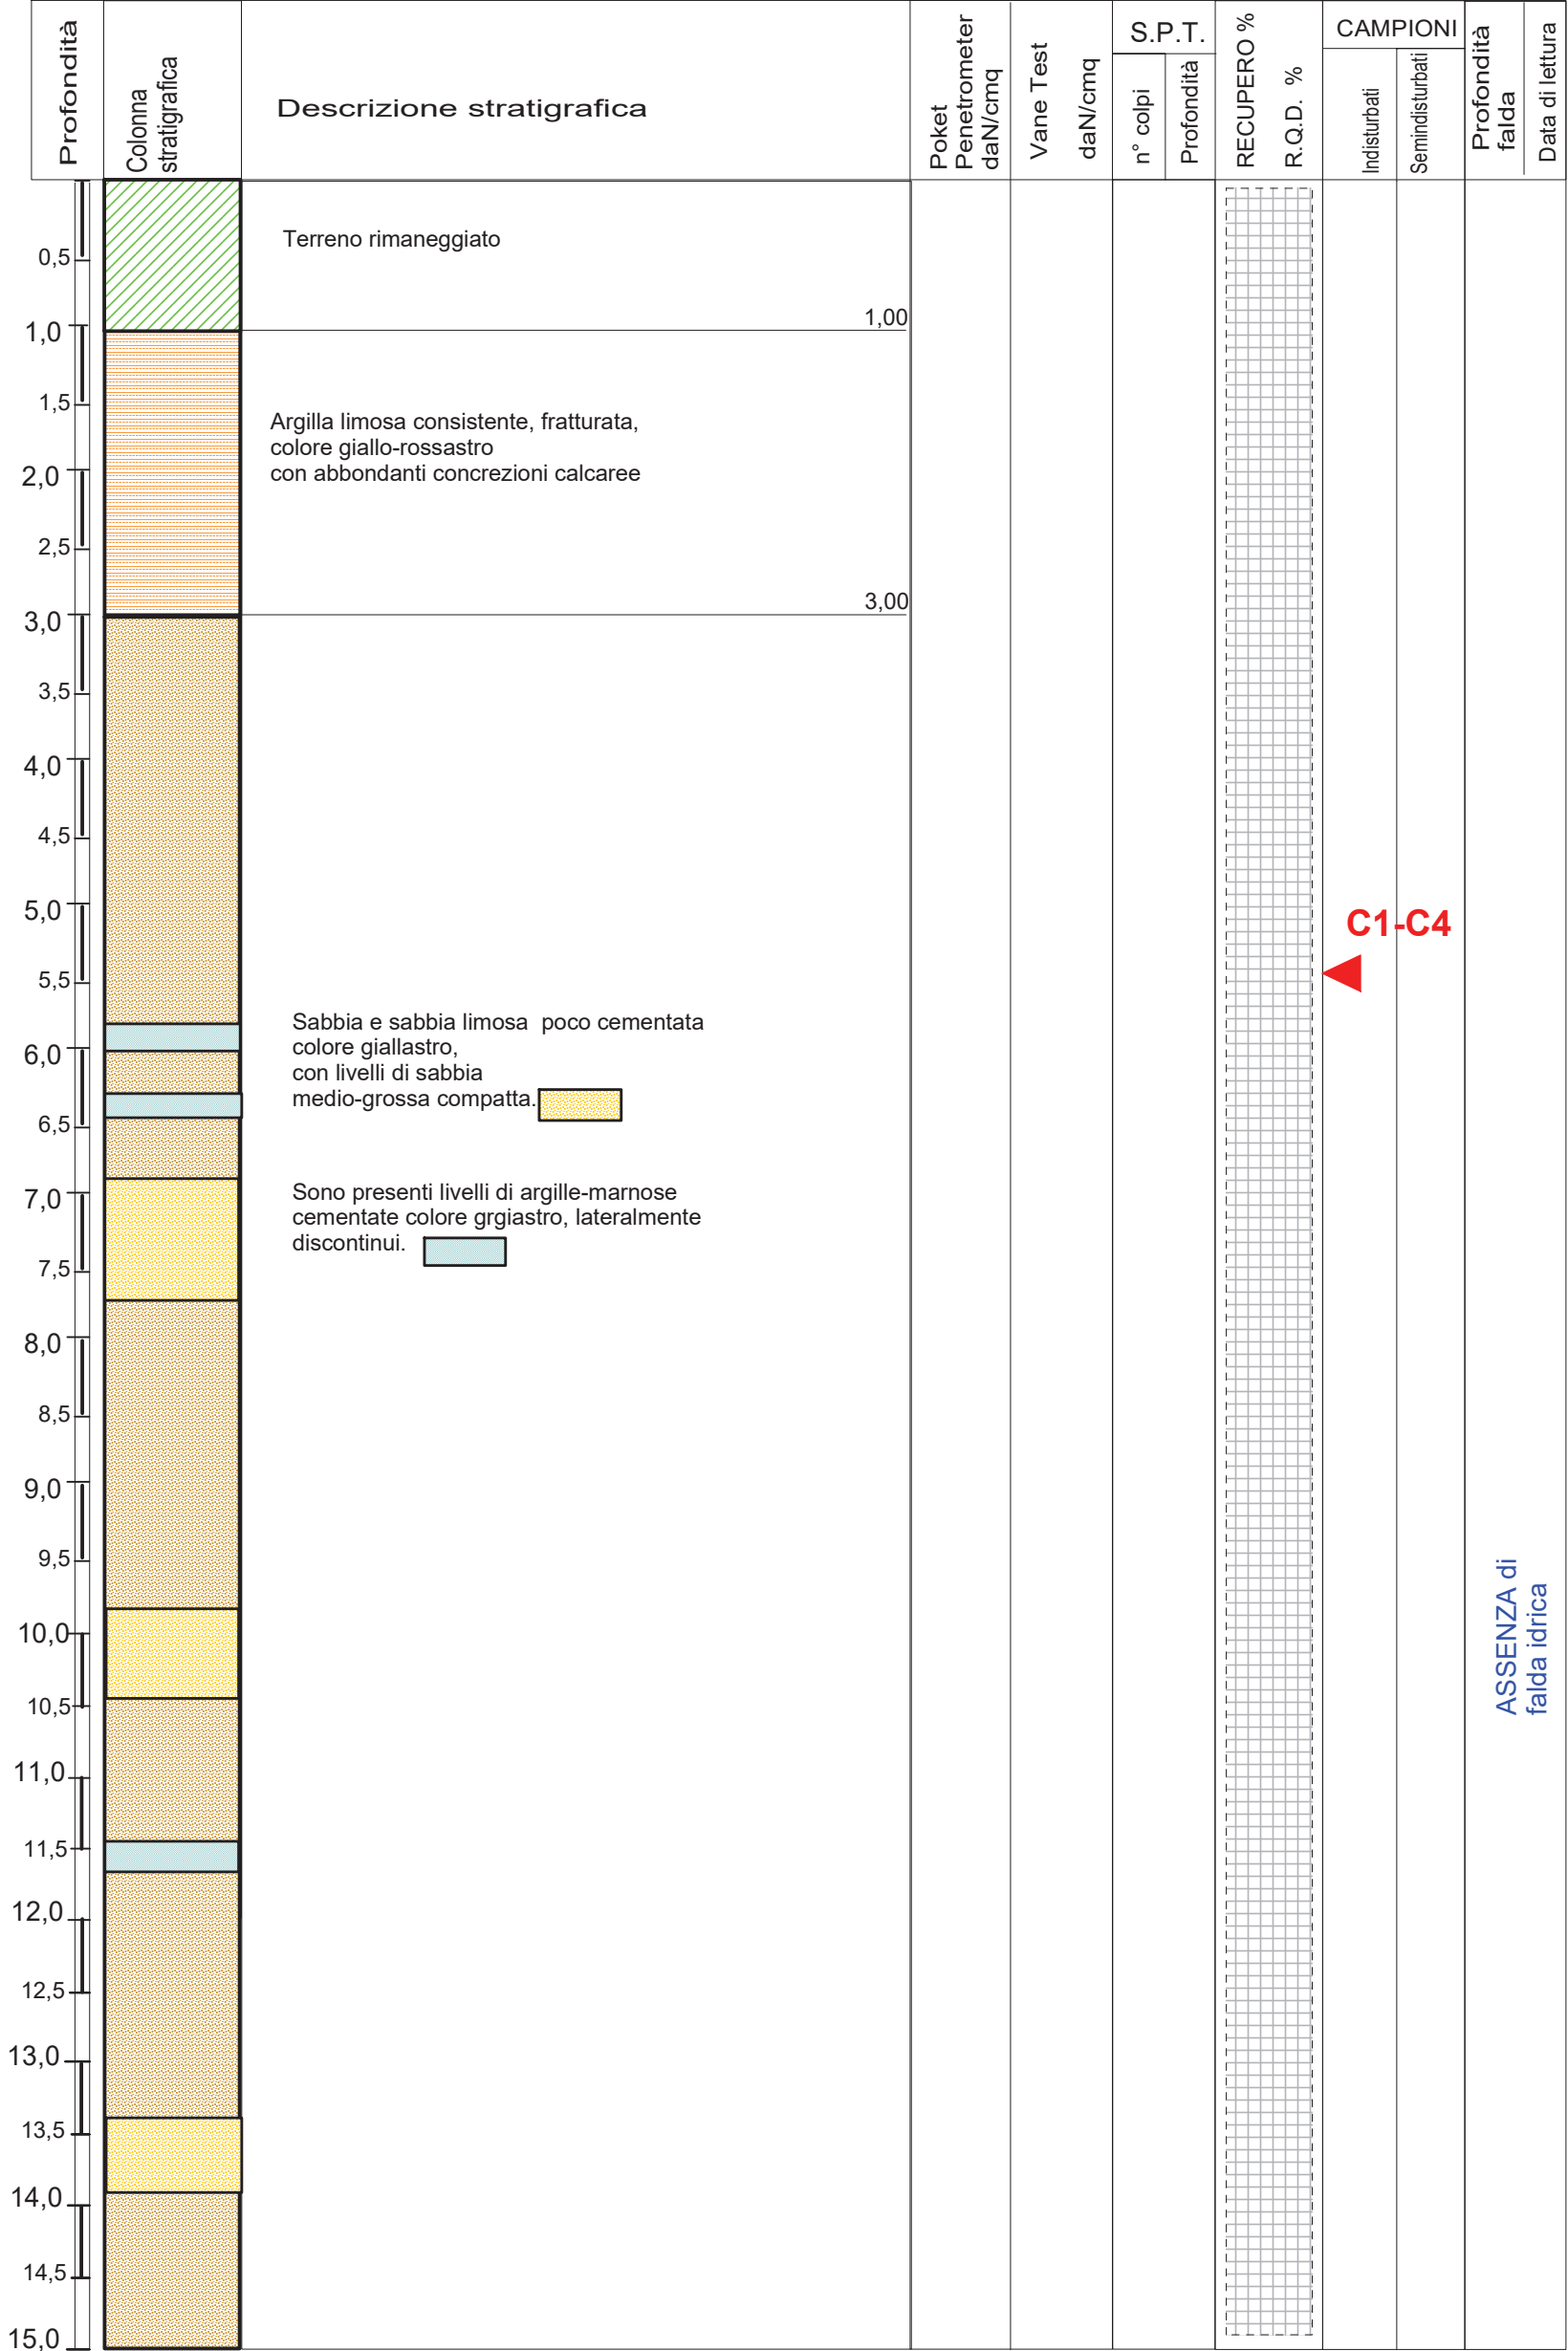 Profondità
Colonna
stratigrafica
Descrizione stratigrafica
Poket
Penetrometer
daN/cmq
Vane Test
daN/cmq
S.P.T.
n° colpi
Profondità
RECUPERO %
R.Q.D. %
CAMPIONI
Indisturbati
Semindisturbati
Profondità
falda
Data di lettura
Terreno rimaneggiato
0,5
1,00
1,0
1,5
Argilla limosa consistente, fratturata,
colore giallo-rossastro
con abbondanti concrezioni calcaree
2,0
2,5
3,00
3,0
3,5
4,0
4,5
5,0
C1-C4
5,5
Sabbia e sabbia limosa poco cementata
colore giallastro,
con livelli di sabbia
medio-grossa compatta.
6,0
6,5
Sono presenti livelli di argille-marnose
cementate colore grgiastro, lateralmente
discontinui.
7,0
7,5
8,0
8,5
9,0
9,5
ASSENZA di
falda idrica
10,0
10,5
11,0
11,5
12,0
12,5
13,0
13,5
14,0
14,5
15,0